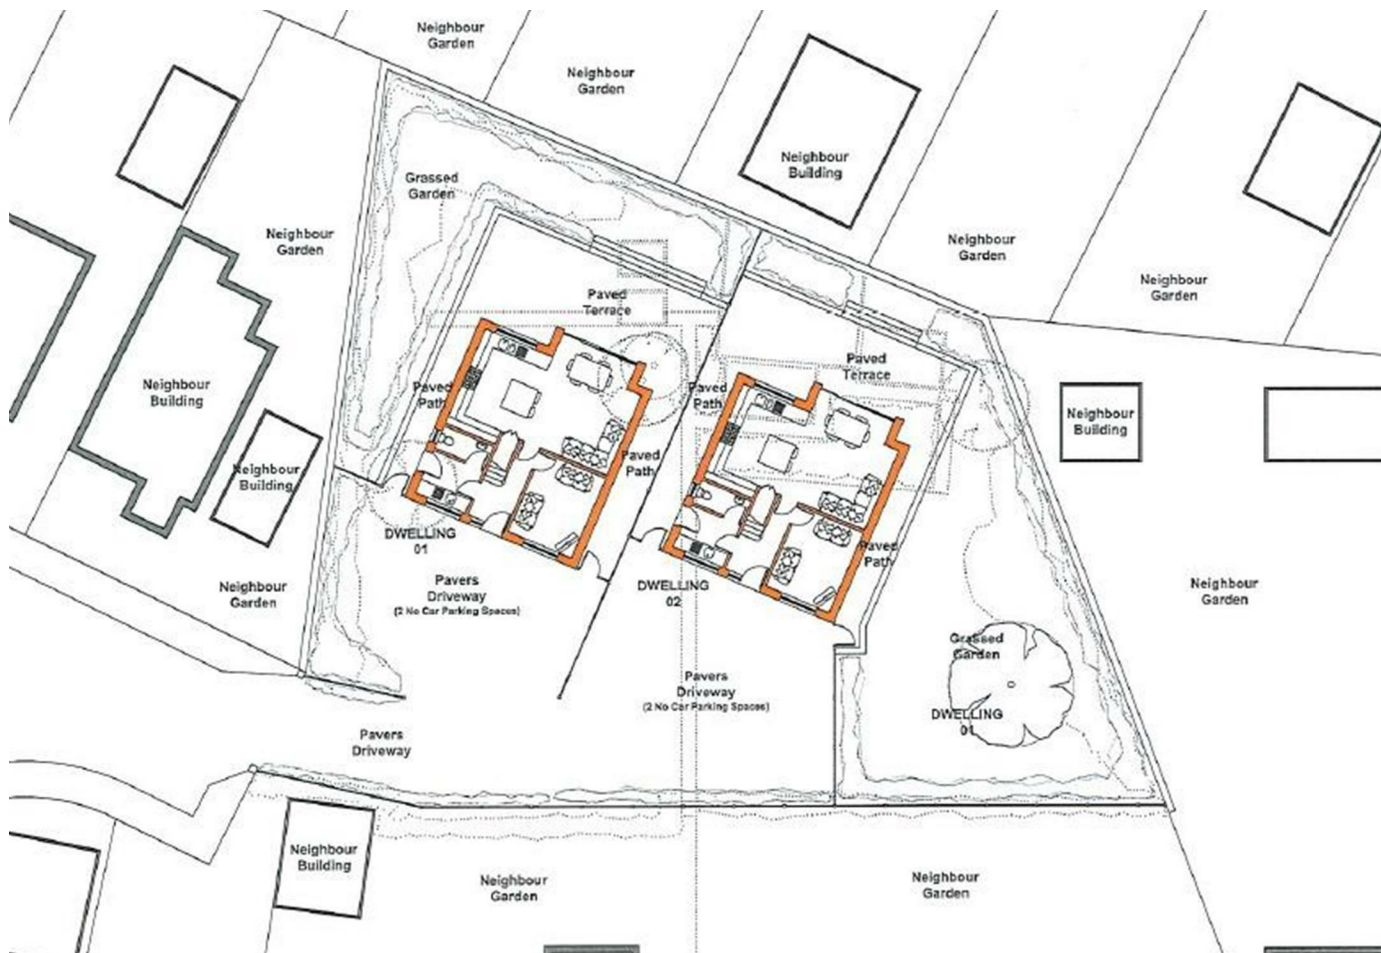 Neighbour
Garden
Neighbour
Garden
Neighbour
Building
Grassed
Garden
Neighbour
Garden
Neighbour
Garden
Neighbour
Garden
Paved
Terrace
Paved
Terrace
Neighbour
Building
Paved
Path
Paved
Path
Neighbour
Building
Neighbour
Building
Paved
Path
DWELLING
01
Paved
Path
Neighbour
Garden
Pavers
Driveway
(2 No Car Parking Spaces)
DWELLING
02
Neighbour
Garden
Grassed
Garden
Pavers
Driveway
(2 No Car Parking Spaces)
DWELLING
01
Pavers
Driveway
Neighbour
Building
Neighbour
Garden
Neighbour
Garden